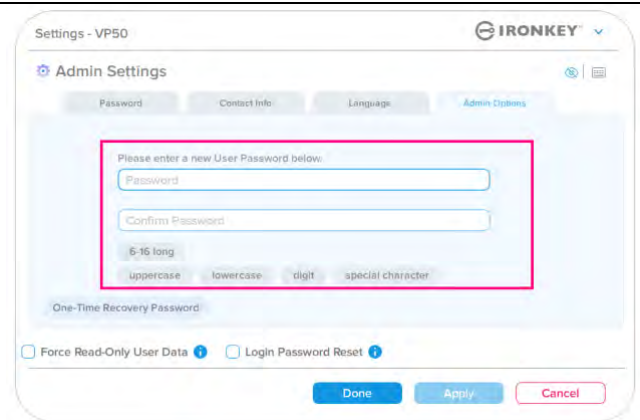 Settings - VP50 IRONKEY
Admin Settings
Password Contact Info Language Admin Options
Please enter a new User Password below.
Password
Confirm Password
6-16 long
uppercase lowercase digit special character
One-Time Recovery Password
Force Read-Only User Data Login Password Reset
Done Apply Cancel